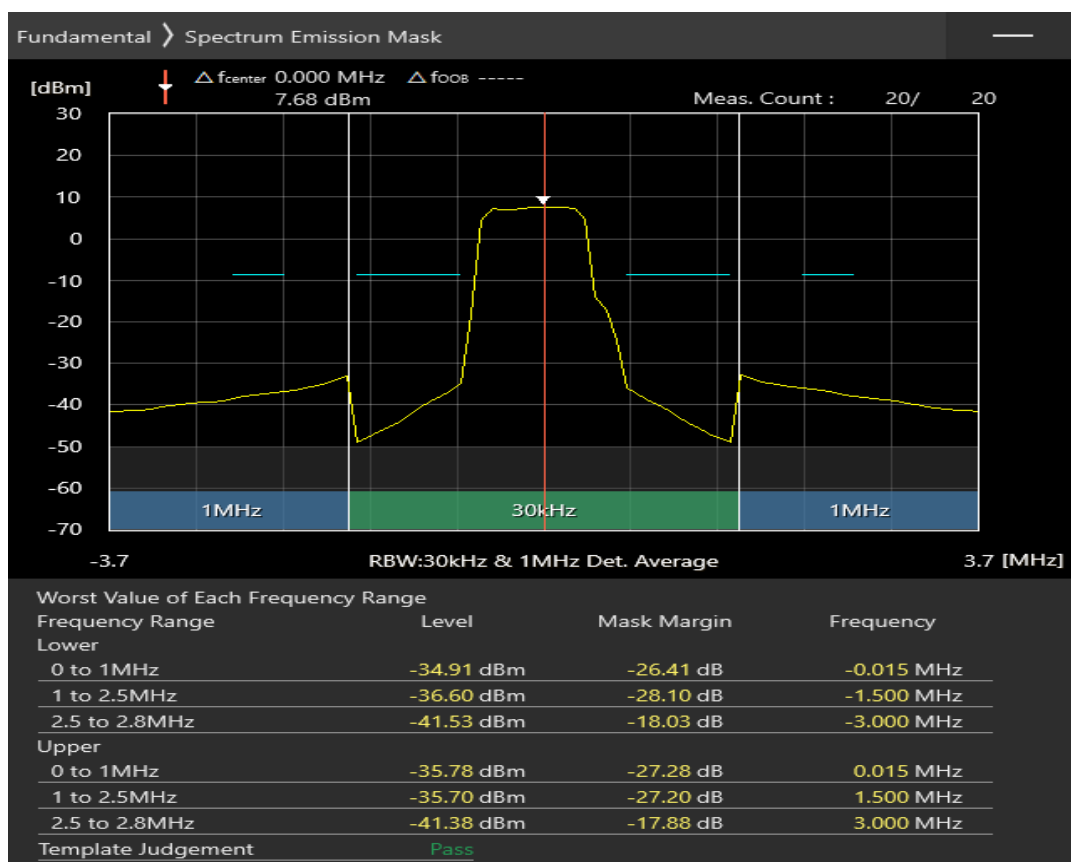 Fundamental ❯ Spectrum Emission Mask
△ fcenter 0.000 MHz △ fOOB -----
[dBm]
7.68 dBm Meas. Count : 20/ 20
30
20
10
0
-10
-20
-30
-40
-50
-60
1MHz 30kHz 1MHz
-70
-3.7 RBW:30kHz & 1MHz Det. Average 3.7 [MHz]
Worst Value of Each Frequency Range
Frequency Range Level Mask Margin Frequency
Lower
0 to 1MHz -34.91 dBm -26.41 dB -0.015 MHz
1 to 2.5MHz -36.60 dBm -28.10 dB -1.500 MHz
2.5 to 2.8MHz -41.53 dBm -18.03 dB -3.000 MHz
Upper
0 to 1MHz -35.78 dBm -27.28 dB 0.015 MHz
1 to 2.5MHz -35.70 dBm -27.20 dB 1.500 MHz
2.5 to 2.8MHz -41.38 dBm -17.88 dB 3.000 MHz
Template Judgement Pass